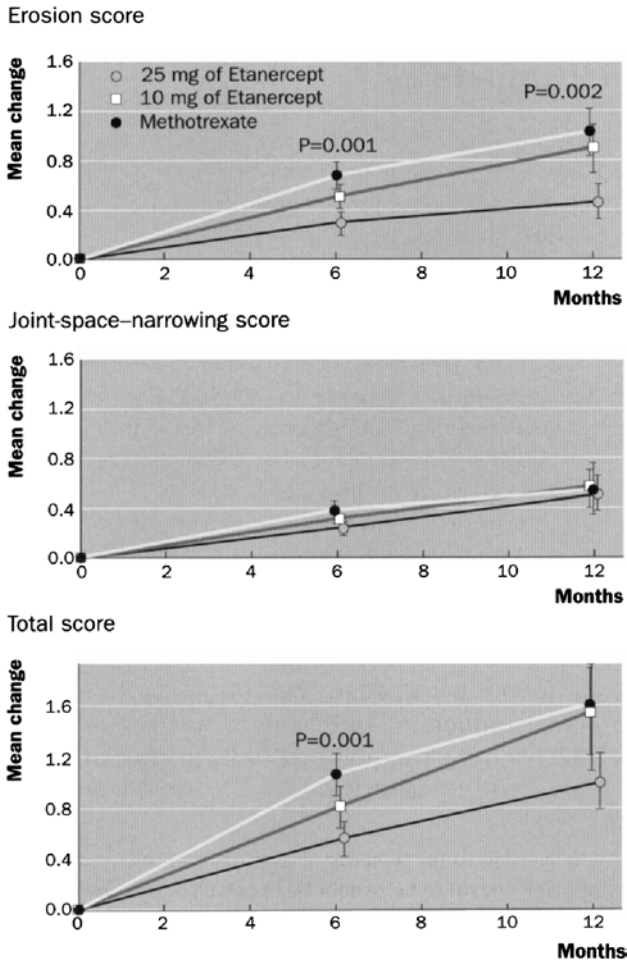 Erosion score
Mean change
1.6
1.2
0.8
0.4
0.0
25 mg of Etanercept
10 mg of Etanercept
Methotrexate
P=0.001
P=0.002
0 2 4 6 8 10 12
Months
Joint-space–narrowing score
Mean change
1.6
1.2
0.8
0.4
0.0
0 2 4 6 8 10 12
Months
Total score
Mean change
1.6
1.2
0.8
0.4
0.0
P=0.001
0 2 4 6 8 10 12
Months